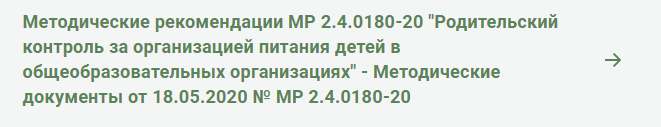 Методические рекомендации МР 2.4.0180-20 "Родительский
контроль за организацией питания детей в
общеобразовательных организациях" - Методические
документы от 18.05.2020 № МР 2.4.0180-20